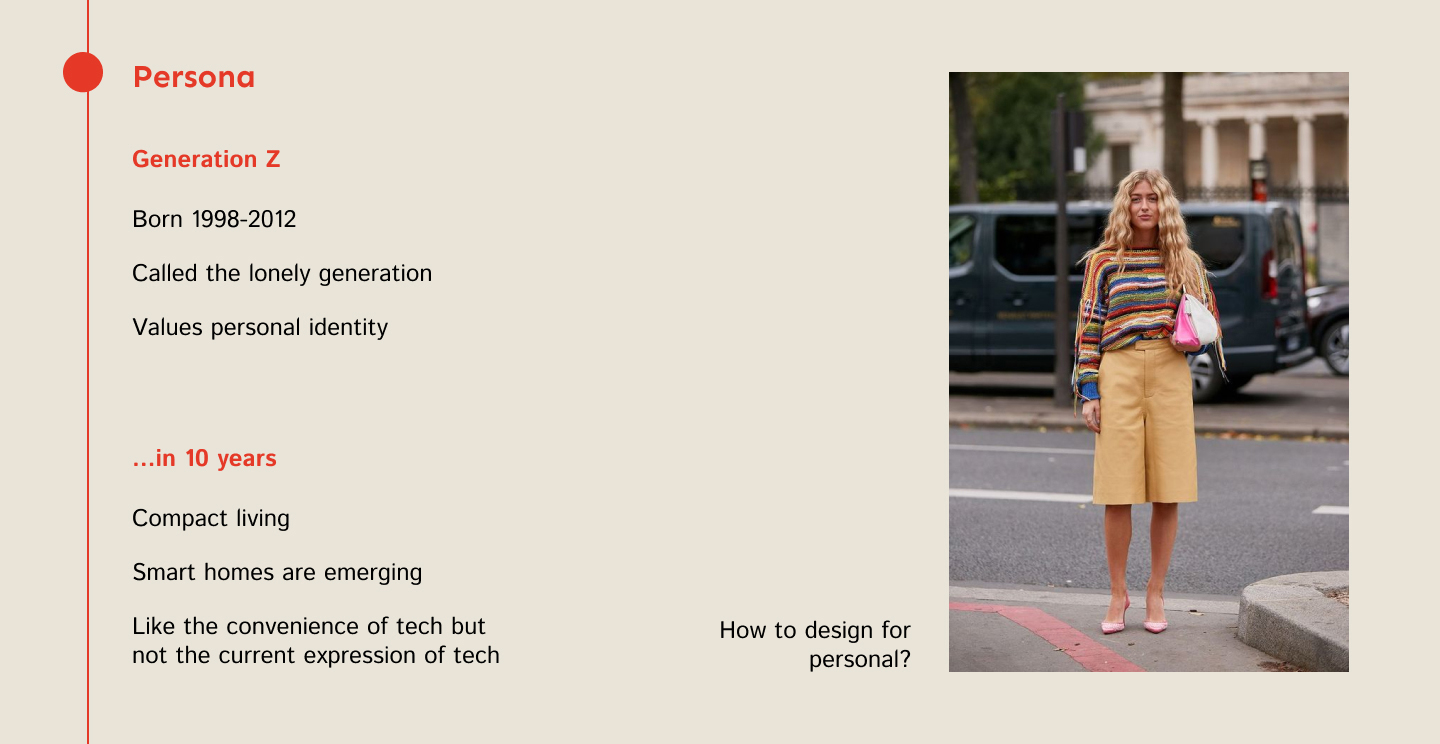 Persona
Generation Z
Born 1998-2012
Called the lonely generation
Values personal identity
...in 10 years
Compact living
Smart homes are emerging
Like the convenience of tech but
not the current expression of tech
How to design for
personal?